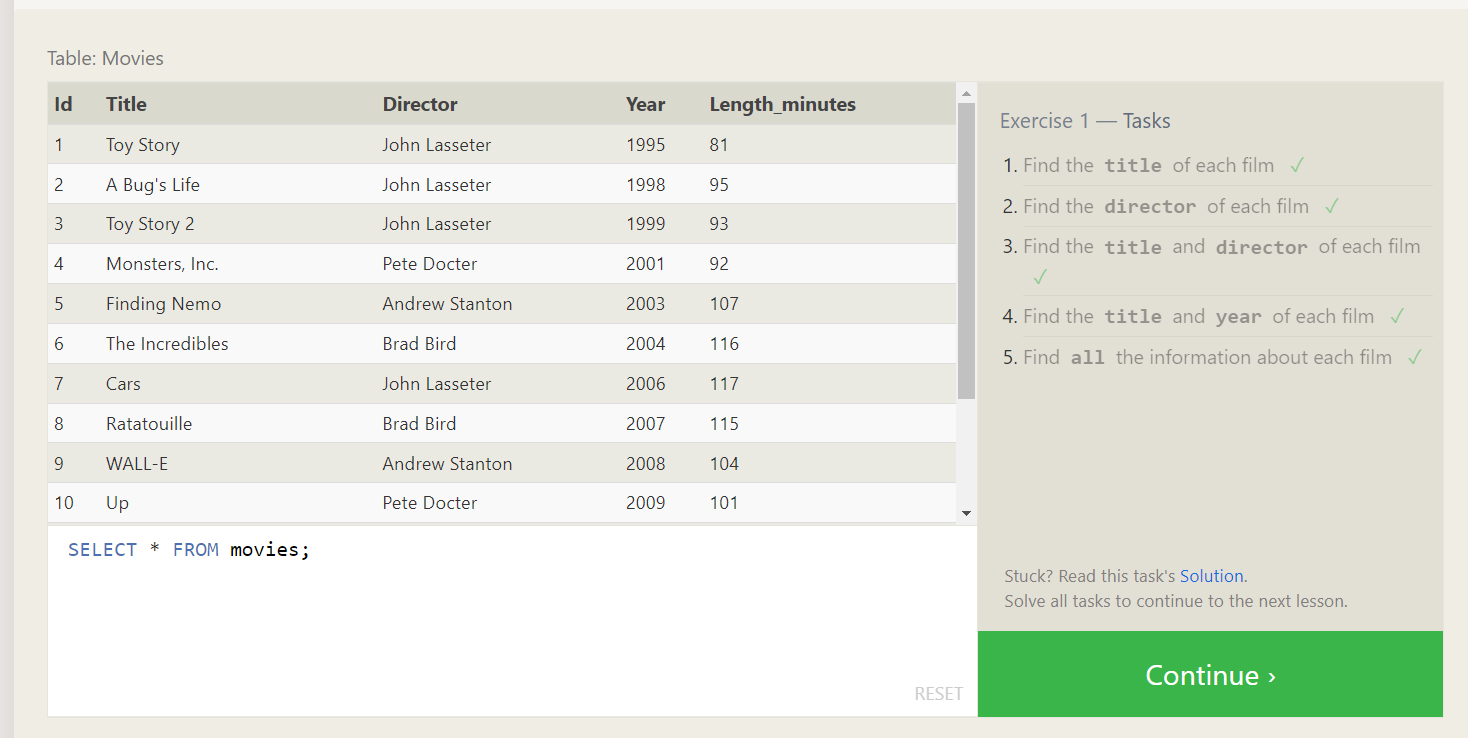 Table: Movies
Id Title Director Year Length_minutes
1 Toy Story John Lasseter 1995 81
2 A Bug's Life John Lasseter 1998 95
3 Toy Story 2 John Lasseter 1999 93
4 Monsters, Inc. Pete Docter 2001 92
5 Finding Nemo Andrew Stanton 2003 107
6 The Incredibles Brad Bird 2004 116
7 Cars John Lasseter 2006 117
8 Ratatouille Brad Bird 2007 115
9 WALL-E Andrew Stanton 2008 104
10 Up Pete Docter 2009 101
SELECT * FROM movies;
RESET
Exercise 1 — Tasks
1. Find the title of each film ✓
2. Find the director of each film ✓
3. Find the title and director of each film
✓
4. Find the title and year of each film ✓
5. Find all the information about each film ✓
Stuck? Read this task's Solution.
Solve all tasks to continue to the next lesson.
Continue ›